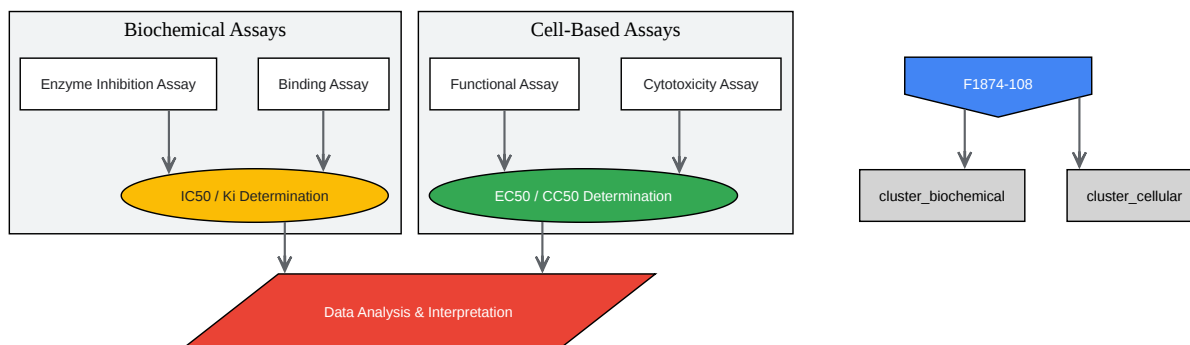 Biochemical Assays
Cell-Based Assays
Enzyme Inhibition Assay
Binding Assay
Functional Assay
Cytotoxicity Assay
F1874-108
IC50 / Ki Determination
EC50 / CC50 Determination
cluster_biochemical
cluster_cellular
Data Analysis & Interpretation